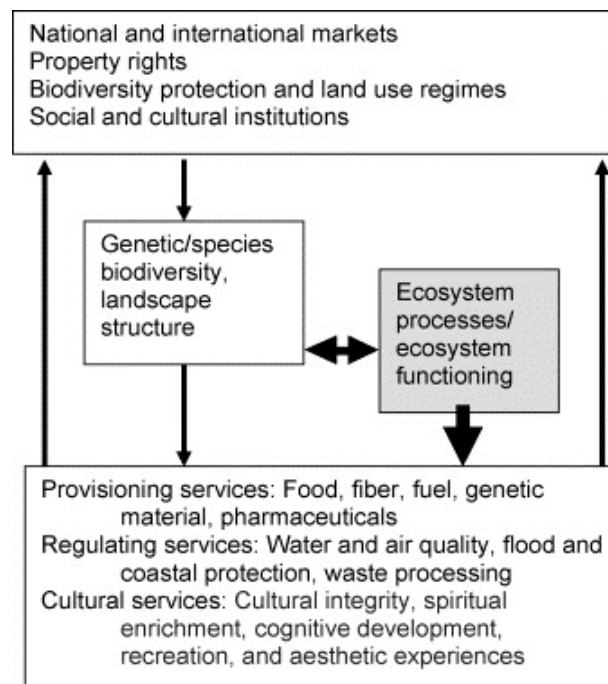 National and international markets
Property rights
Biodiversity protection and land use regimes
Social and cultural institutions
Genetic/species
biodiversity,
landscape
structure
Ecosystem
processes/
ecosystem
functioning
Provisioning services: Food, fiber, fuel, genetic
material, pharmaceuticals
Regulating services: Water and air quality, flood and
coastal protection, waste processing
Cultural services: Cultural integrity, spiritual
enrichment, cognitive development,
recreation, and aesthetic experiences